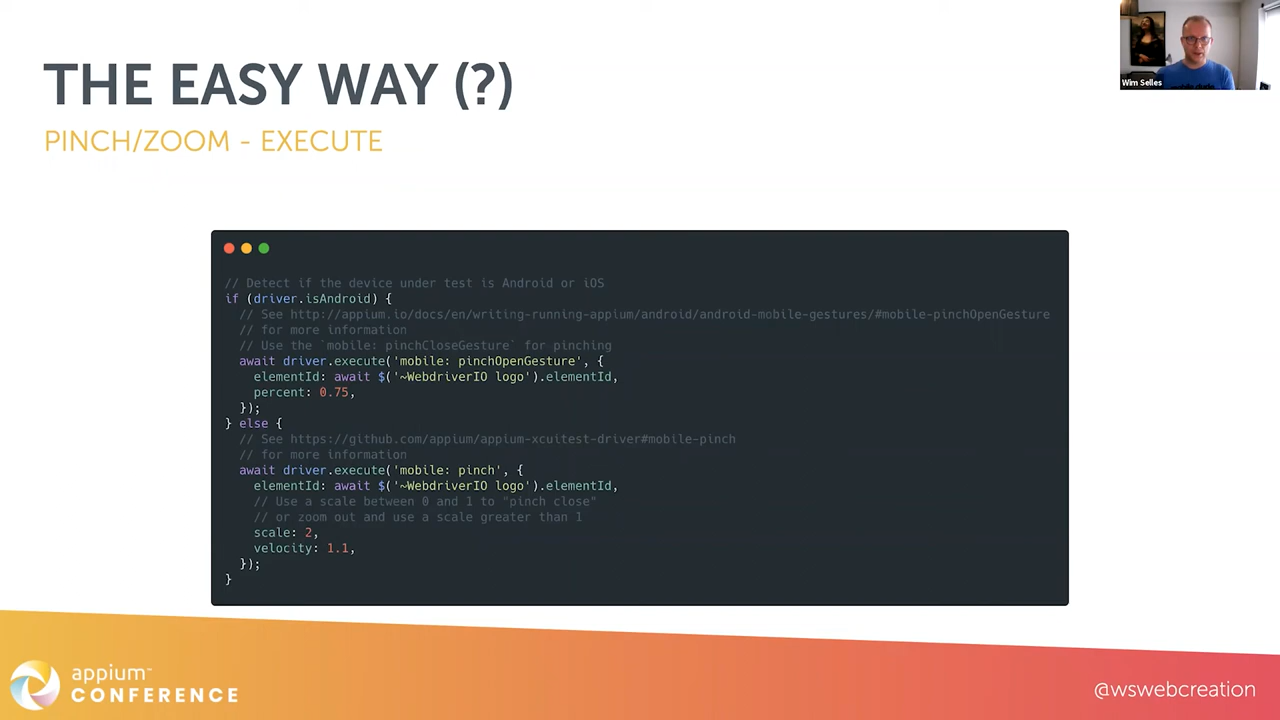 THE EASY WAY (?)
PINCH/ZOOM - EXECUTE
Wim Selles
// Detect if the device under test is Android or iOS
if (driver.isAndroid) {
  // See http://appium.io/docs/en/writing-running-appium/android/android-mobile-gestures/#mobile-pinchOpenGesture
  // for more information
  // Use the `mobile: pinchCloseGesture` for pinching
  await driver.execute('mobile: pinchOpenGesture', {
    elementId: await $('~WebdriverIO logo').elementId,
    percent: 0.75,
  });
} else {
  // See https://github.com/appium/appium-xcuitest-driver#mobile-pinch
  // for more information
  await driver.execute('mobile: pinch', {
    elementId: await $('~WebdriverIO logo').elementId,
    // Use a scale between 0 and 1 to "pinch close"
    // or zoom out and use a scale greater than 1
    scale: 2,
    velocity: 1.1,
  });
}
appium™
CONFERENCE
@wswebcreation